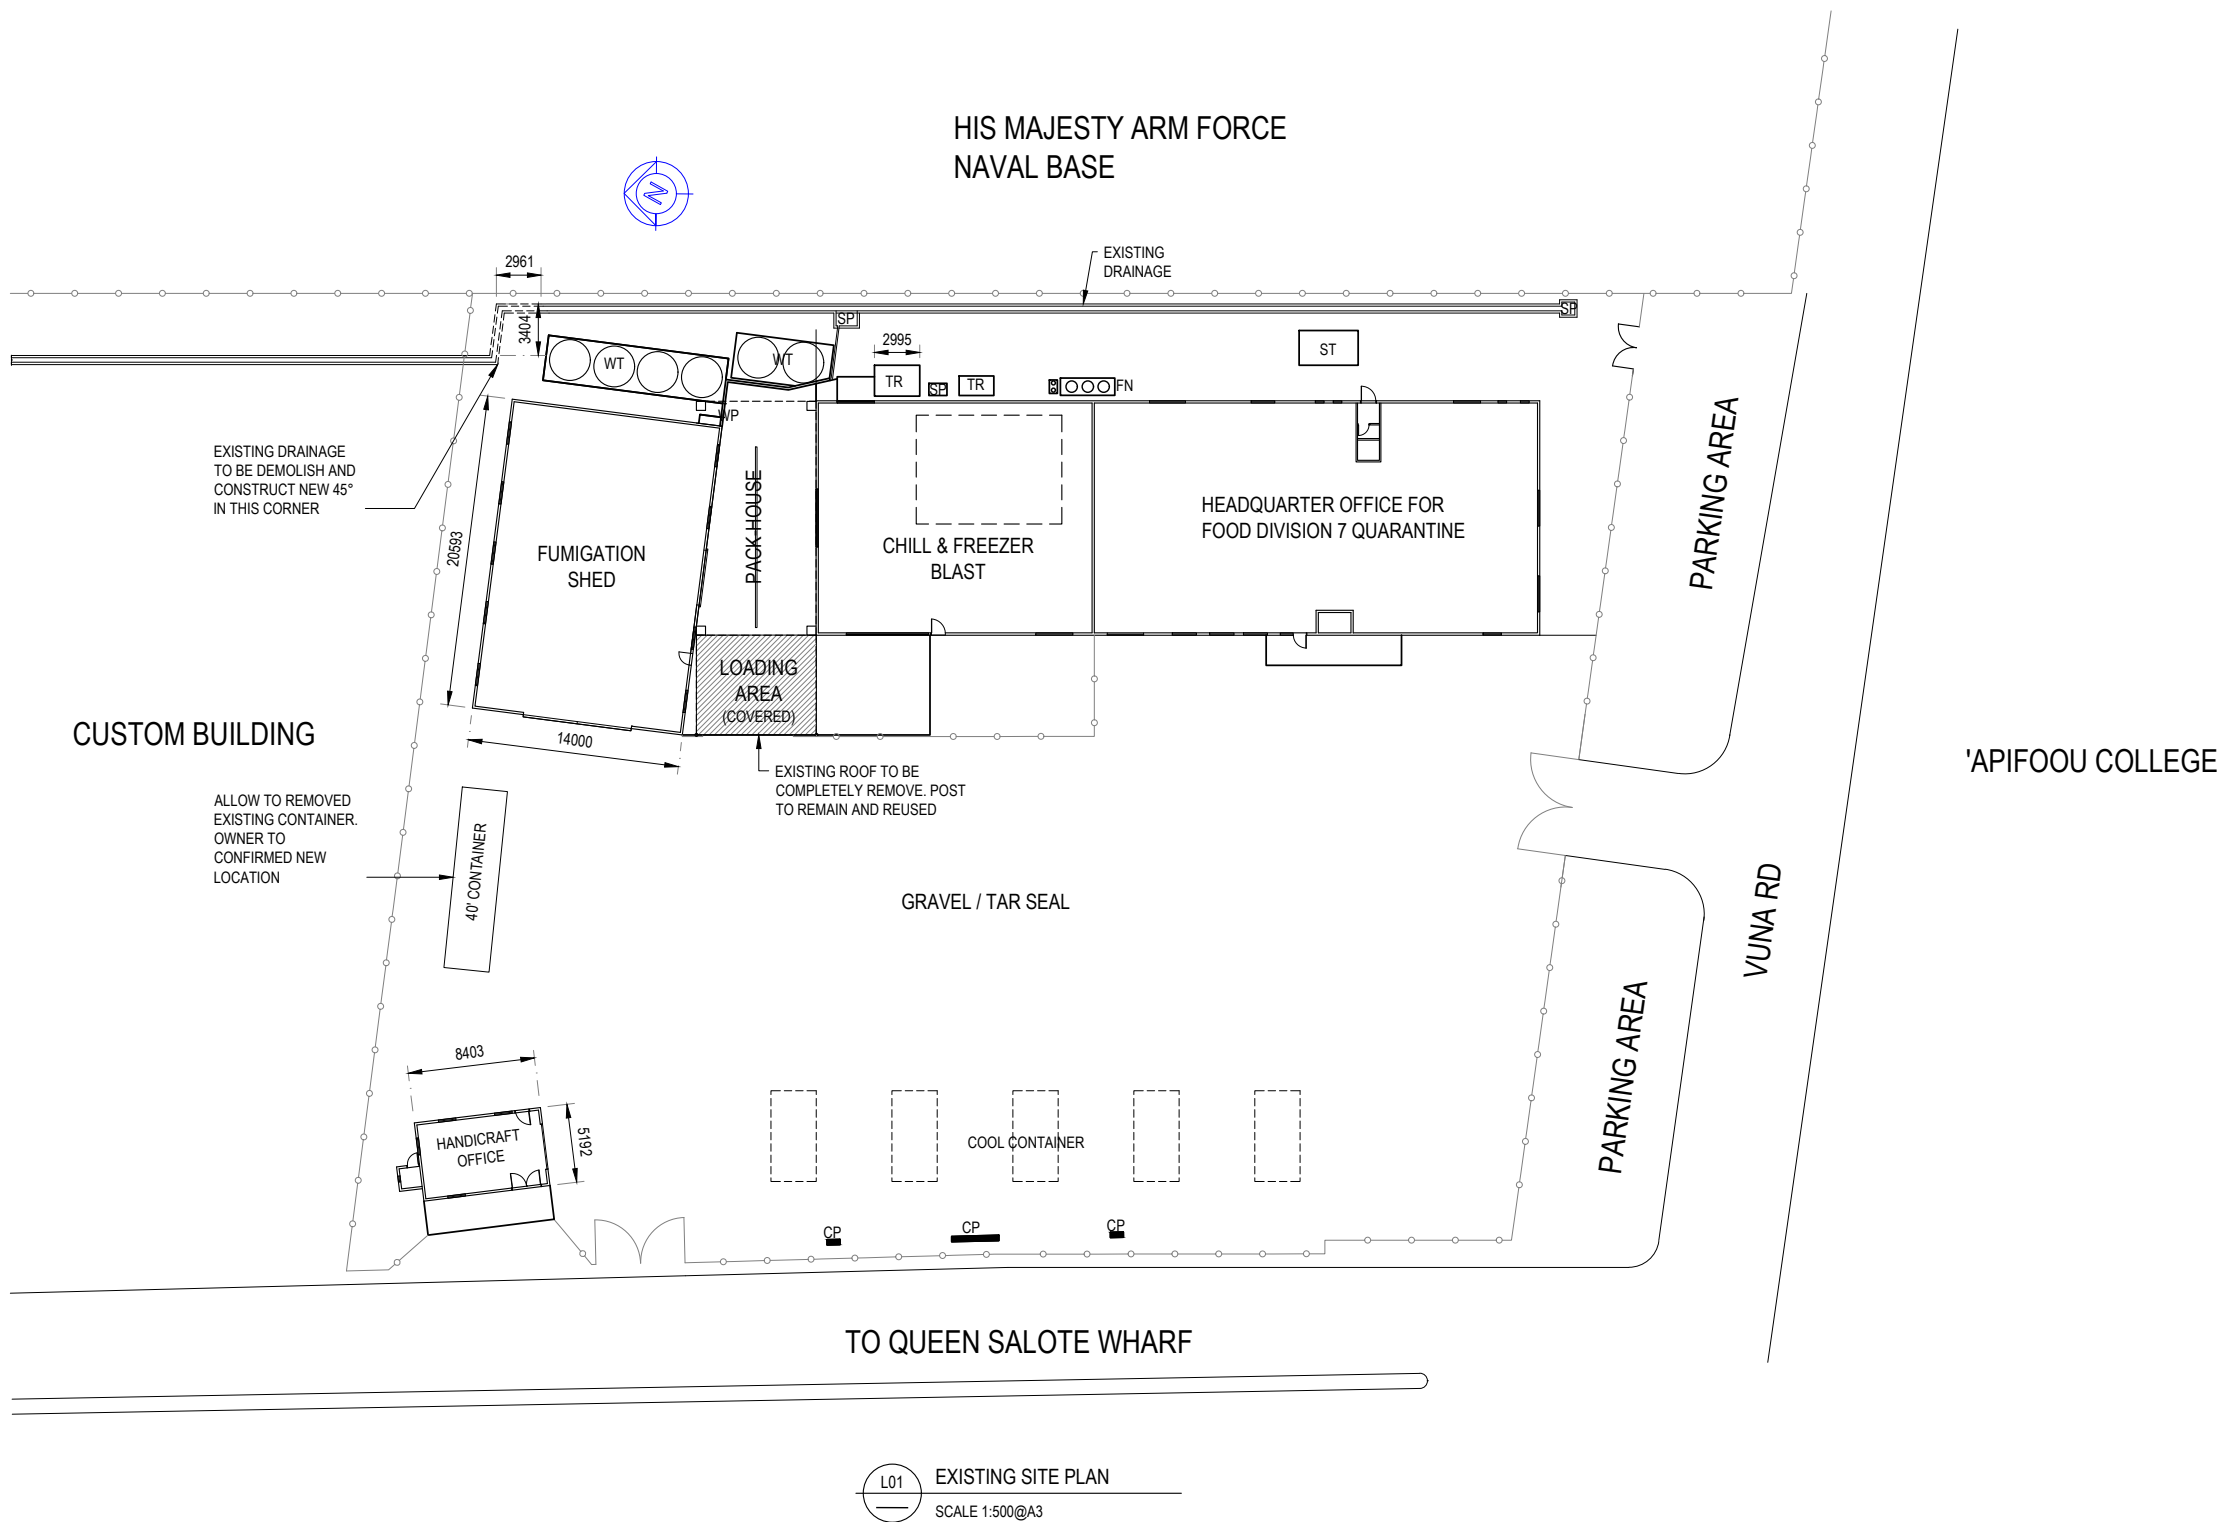 HIS MAJESTY ARM FORCE
NAVAL BASE
N
EXISTING
DRAINAGE
2961
3404
SP
SP
WT
WT
2995
TR
SP
TR
FN
ST
WP
EXISTING DRAINAGE
TO BE DEMOLISH AND
CONSTRUCT NEW 45°
IN THIS CORNER
20593
FUMIGATION
SHED
PACK HOUSE
CHILL & FREEZER
BLAST
HEADQUARTER OFFICE FOR
FOOD DIVISION 7 QUARANTINE
PARKING AREA
LOADING
AREA
(COVERED)
CUSTOM BUILDING
14000
EXISTING ROOF TO BE
COMPLETELY REMOVE. POST
TO REMAIN AND REUSED
'APIFOOU COLLEGE
ALLOW TO REMOVED
EXISTING CONTAINER.
OWNER TO
CONFIRMED NEW
LOCATION
40' CONTAINER
GRAVEL / TAR SEAL
VUNA RD
PARKING AREA
8403
5192
HANDICRAFT
OFFICE
COOL CONTAINER
CP
CP
CP
TO QUEEN SALOTE WHARF
L01
EXISTING SITE PLAN
SCALE 1:500@A3